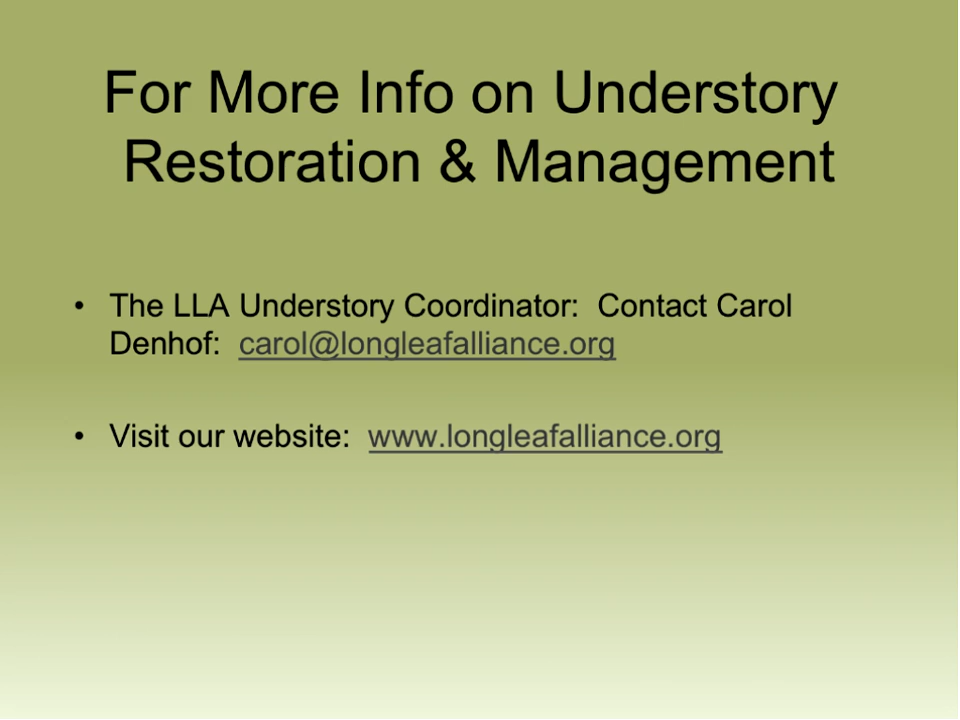 For More Info on Understory
Restoration & Management
• The LLA Understory Coordinator:  Contact Carol
Denhof:  carol@longleafalliance.org
• Visit our website:  www.longleafalliance.org